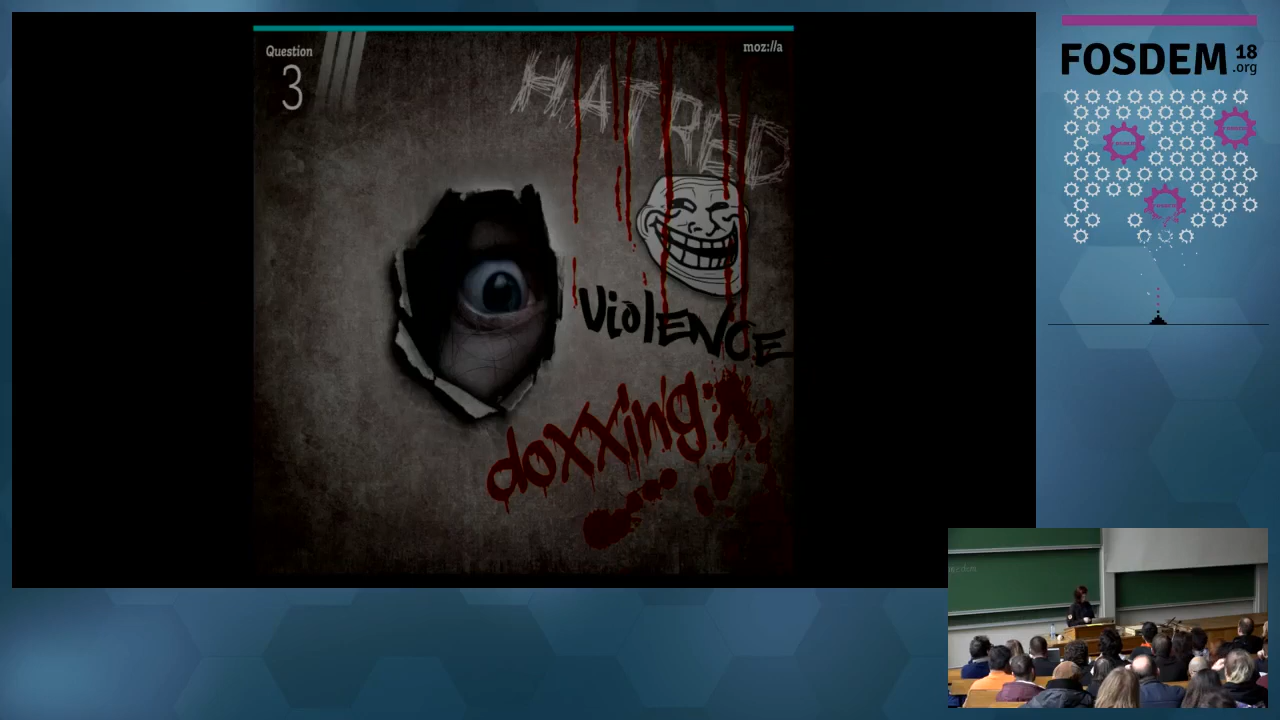 Question
3
moz://a
HATRED
VioLENCE
doxxing
FOSDEM 18
.org